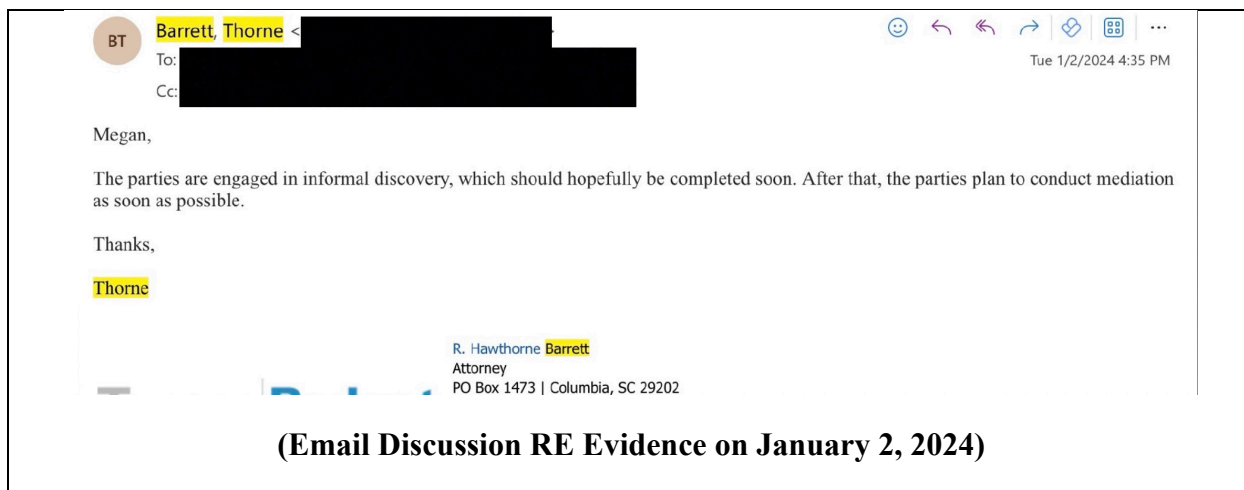 BT
Barrett, Thorne <
To:
Cc:
Tue 1/2/2024 4:35 PM
Megan,
The parties are engaged in informal discovery, which should hopefully be completed soon. After that, the parties plan to conduct mediation
as soon as possible.
Thanks,
Thorne
R. Hawthorne Barrett
Attorney
PO Box 1473 | Columbia, SC 29202
(Email Discussion RE Evidence on January 2, 2024)